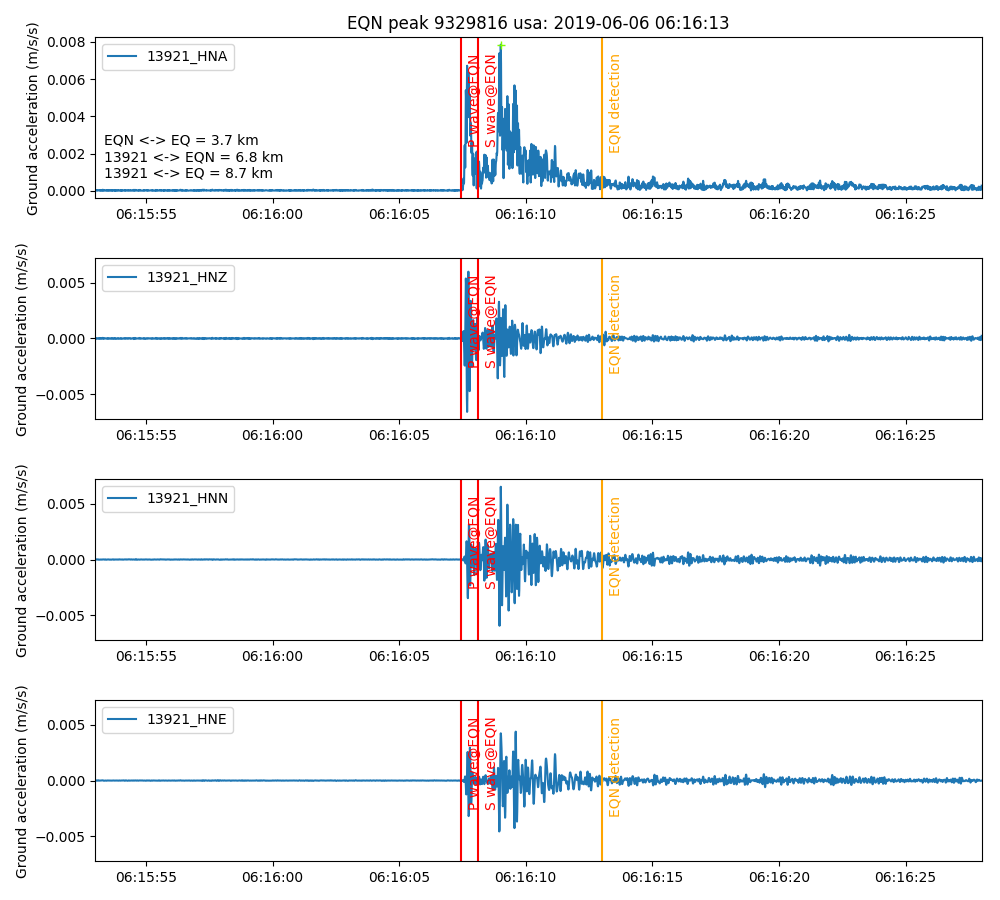 EQN peak 9329816 usa: 2019-06-06 06:16:13
Ground acceleration (m/s/s)
0.008
0.006
0.004
0.002
0.000
13921_HNA
EQN <-> EQ = 3.7 km
13921 <-> EQN = 6.8 km
13921 <-> EQ = 8.7 km
P wave@EQN
S wave@EQN
EQN detection
06:15:55 06:16:00 06:16:05 06:16:10 06:16:15 06:16:20 06:16:25
Ground acceleration (m/s/s)
0.005
0.000
−0.005
13921_HNZ
P wave@EQN
S wave@EQN
EQN detection
06:15:55 06:16:00 06:16:05 06:16:10 06:16:15 06:16:20 06:16:25
Ground acceleration (m/s/s)
0.005
0.000
−0.005
13921_HNN
P wave@EQN
S wave@EQN
EQN detection
06:15:55 06:16:00 06:16:05 06:16:10 06:16:15 06:16:20 06:16:25
Ground acceleration (m/s/s)
0.005
0.000
−0.005
13921_HNE
P wave@EQN
S wave@EQN
EQN detection
06:15:55 06:16:00 06:16:05 06:16:10 06:16:15 06:16:20 06:16:25